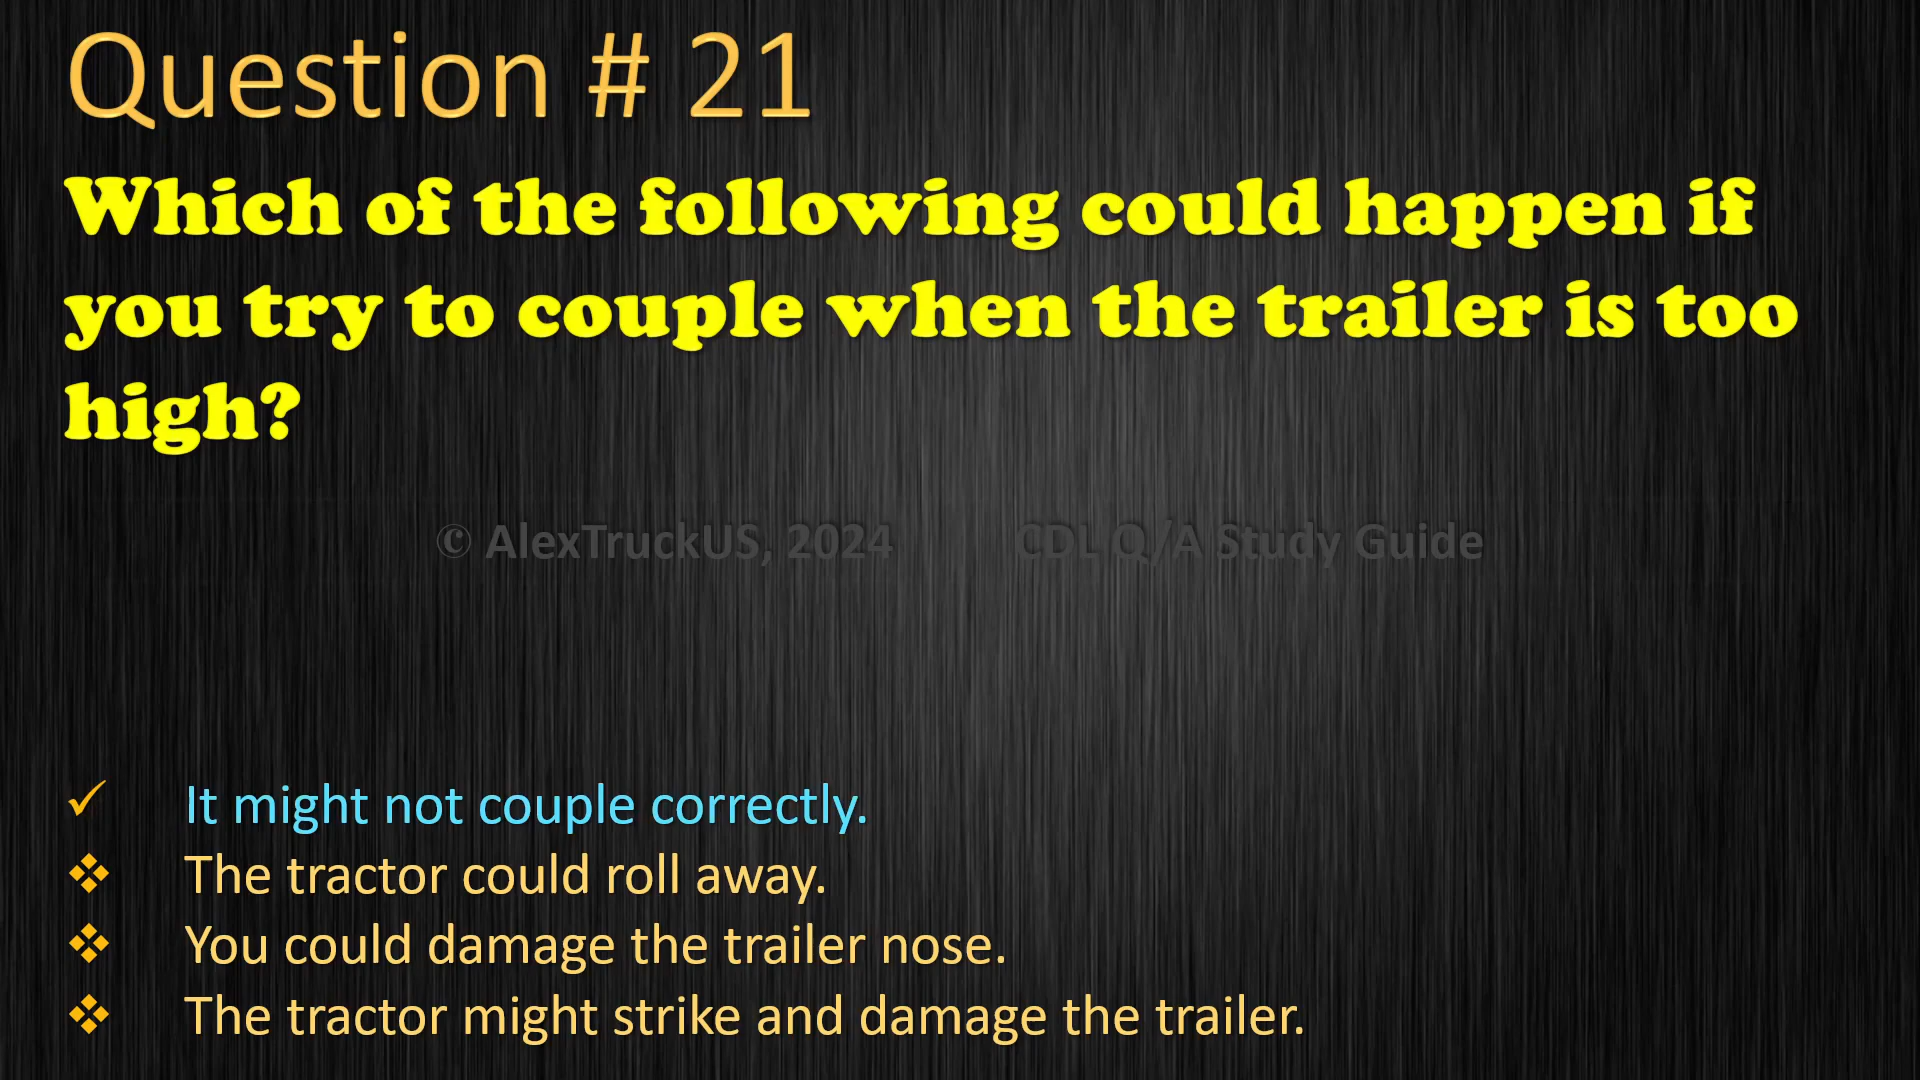 Question # 21
Which of the following could happen if
you try to couple when the trailer is too
high?
© AlexTruckUS, 2024 CDL Q/A Study Guide
✓ It might not couple correctly.
❖ The tractor could roll away.
❖ You could damage the trailer nose.
❖ The tractor might strike and damage the trailer.